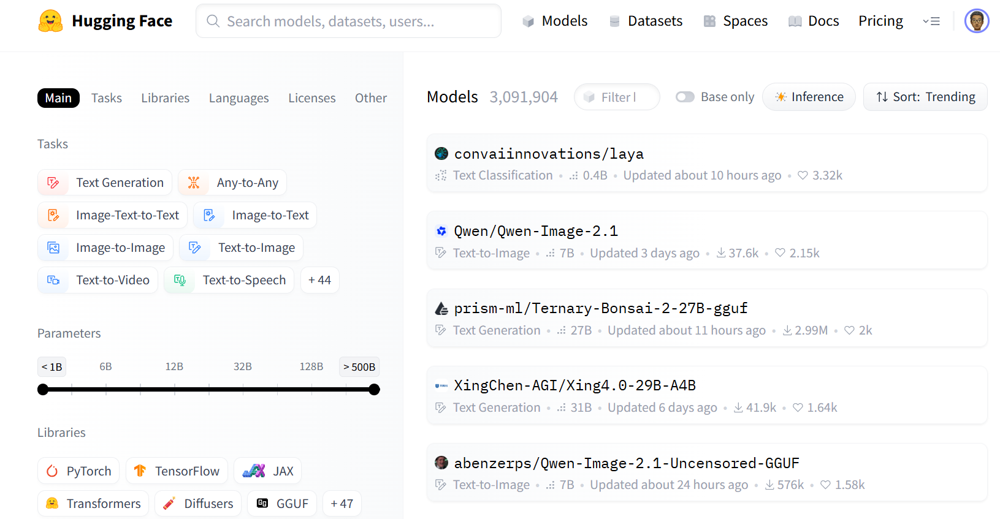 Hugging Face
Search models, datasets, users...
Models
Datasets
Spaces
Docs
Pricing
Main
Tasks
Libraries
Languages
Licenses
Other
Tasks
Text Generation
Any-to-Any
Image-Text-to-Text
Image-to-Text
Image-to-Image
Text-to-Image
Text-to-Video
Text-to-Speech
+ 44
Parameters
< 1B
6B
12B
32B
128B
> 500B
Libraries
PyTorch
TensorFlow
JAX
Transformers
Diffusers
GGUF
+ 47
Models 3,091,904
Filter
Base only
Inference
Sort: Trending
convaiinnovations/laya
Text Classification • 0.4B • Updated about 10 hours ago • 3.32k
Qwen/Qwen-Image-2.1
Text-to-Image • 7B • Updated 3 days ago • 37.6k • 2.15k
prism-ml/Ternary-Bonsai-2-27B-gguf
Text Generation • 27B • Updated about 11 hours ago • 2.99M • 2k
XingChen-AGI/Xing4.0-29B-A4B
Text Generation • 31B • Updated 6 days ago • 41.9k • 1.64k
abenzerps/Qwen-Image-2.1-Uncensored-GGUF
Text-to-Image • 7B • Updated about 24 hours ago • 576k • 1.58k